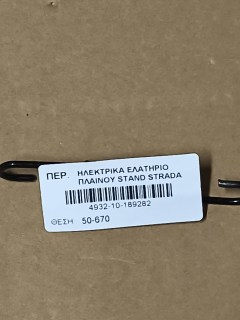 ΠΕΡ. ΗΛΕΚΤΡΙΚΑ ΕΛΑΤΗΡΙΟ
ΠΛΑΙΝΟΥ STAND STRADA
4932-10-189282
ΘΕΣΗ: 50-670